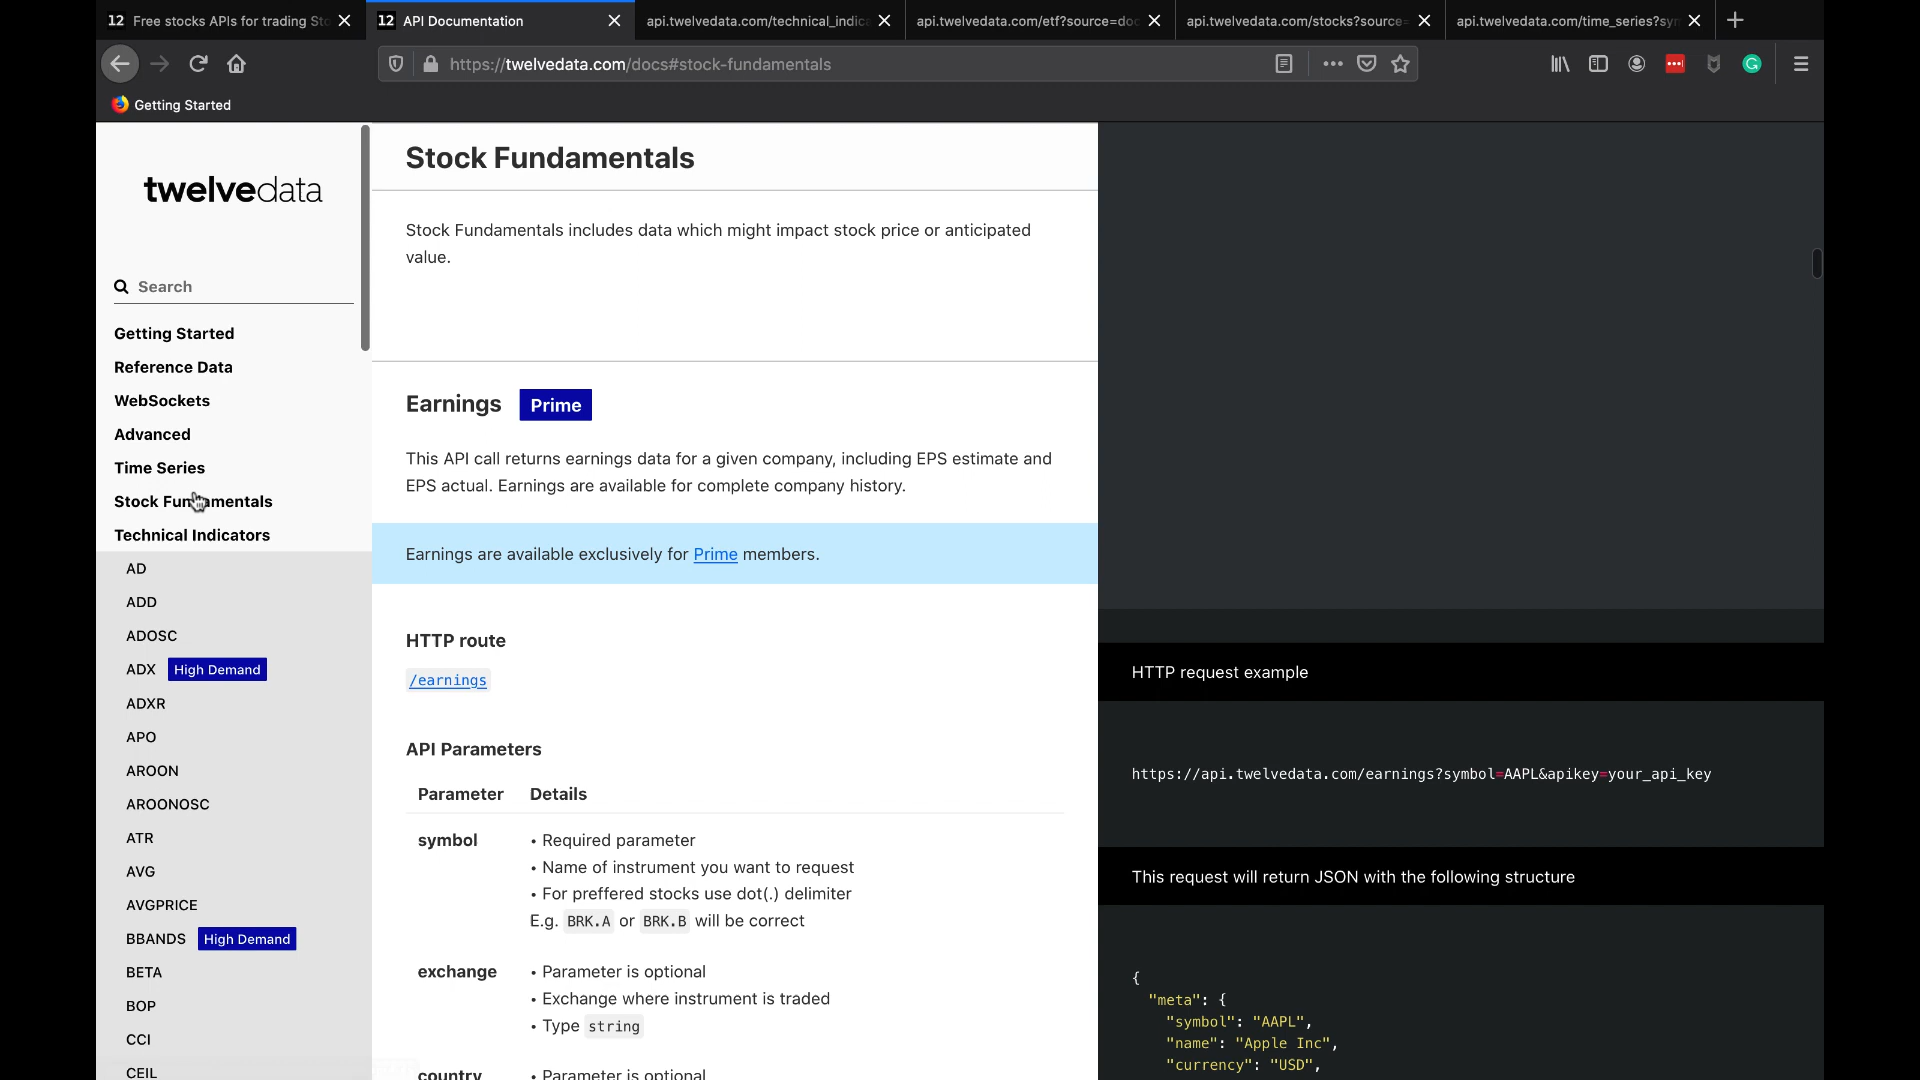 12 Free stocks APIs for trading Sto
12 API Documentation
api.twelvedata.com/technical_indica
api.twelvedata.com/etf?source=do
api.twelvedata.com/stocks?source=
api.twelvedata.com/time_series?sy
https://twelvedata.com/docs#stock-fundamentals
Getting Started
twelvedata
Search
Getting Started
Reference Data
WebSockets
Advanced
Time Series
Stock Fundamentals
Technical Indicators
AD
ADD
ADOSC
ADX High Demand
ADXR
APO
AROON
AROONOSC
ATR
AVG
AVGPRICE
BBANDS High Demand
BETA
BOP
CCI
CEIL
Stock Fundamentals
Stock Fundamentals includes data which might impact stock price or anticipated
value.
Earnings Prime
This API call returns earnings data for a given company, including EPS estimate and
EPS actual. Earnings are available for complete company history.
Earnings are available exclusively for Prime members.
HTTP route
/earnings
API Parameters
Parameter Details
symbol • Required parameter
• Name of instrument you want to request
• For preffered stocks use dot(.) delimiter
E.g. BRK.A or BRK.B will be correct
exchange • Parameter is optional
• Exchange where instrument is traded
• Type string
country • Parameter is optional
HTTP request example
https://api.twelvedata.com/earnings?symbol=AAPL&apikey=your_api_key
This request will return JSON with the following structure
{
"meta": {
"symbol": "AAPL",
"name": "Apple Inc",
"currency": "USD",